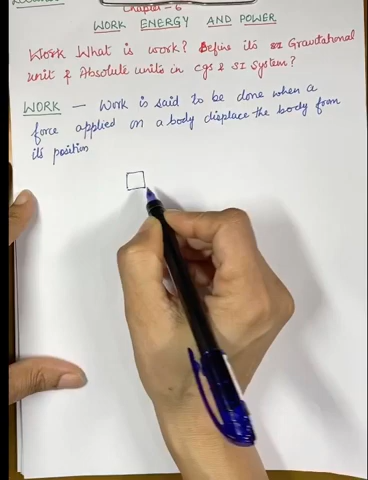 Chapter - 6
WORK ENERGY AND POWER
Work What is work? Define its SI Gravitational
unit & Absolute units in cgs & SI System?
WORK — Work is said to be done when a
force applied on a body displace the body from
its position